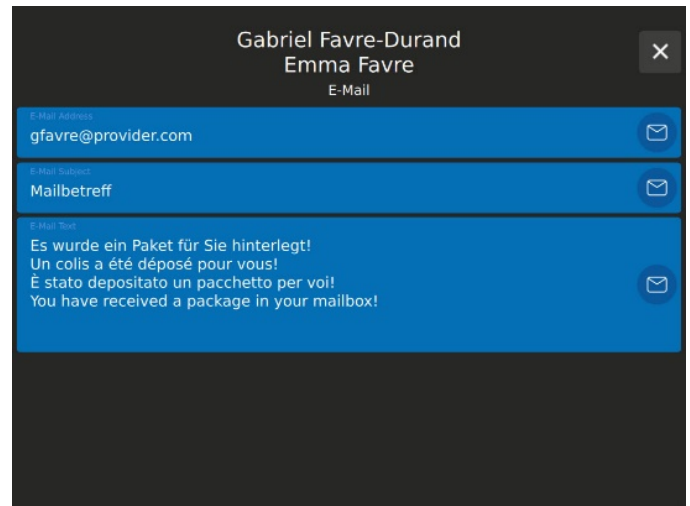 Gabriel Favre-Durand
Emma Favre
E-Mail
E-Mail Address
gfavre@provider.com
E-Mail Subject
Mailbetreff
E-Mail Text
Es wurde ein Paket für Sie hinterlegt!
Un colis a été déposé pour vous!
È stato depositato un pacchetto per voi!
You have received a package in your mailbox!